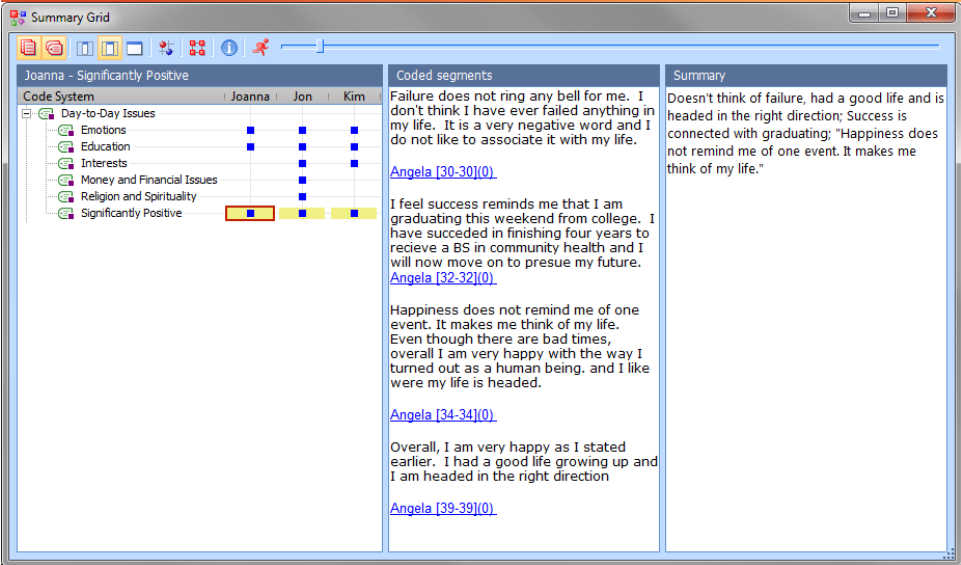 Summary Grid
Joanna - Significantly Positive
Code System Joanna Jon Kim
Day-to-Day Issues
Emotions
Education
Interests
Money and Financial Issues
Religion and Spirituality
Significantly Positive
Coded segments
Failure does not ring any bell for me. I
don't think I have ever failed anything in
my life. It is a very negative word and I
do not like to associate it with my life.
Angela [30-30](0)
I feel success reminds me that I am
graduating this weekend from college. I
have succeded in finishing four years to
recieve a BS in community health and I
will now move on to presue my future.
Angela [32-32](0)
Happiness does not remind me of one
event. It makes me think of my life.
Even though there are bad times,
overall I am very happy with the way I
turned out as a human being. and I like
were my life is headed.
Angela [34-34](0)
Overall, I am very happy as I stated
earlier. I had a good life growing up and
I am headed in the right direction
Angela [39-39](0)
Summary
Doesn't think of failure, had a good life and is
headed in the right direction; Success is
connected with graduating; "Happiness does
not remind me of one event. It makes me
think of my life."